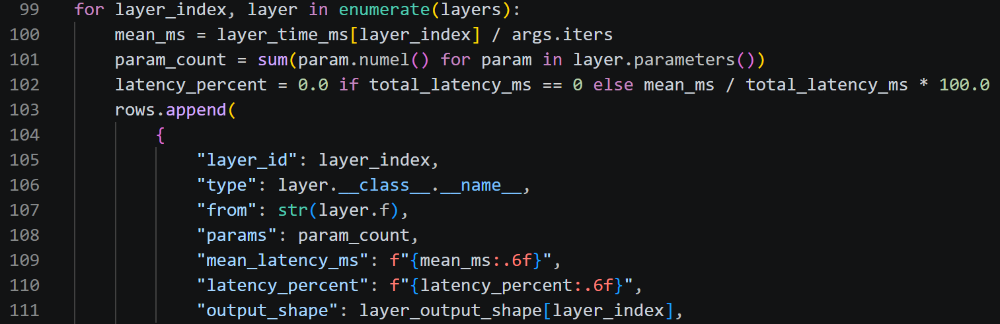 99 for layer_index, layer in enumerate(layers):
100 mean_ms = layer_time_ms[layer_index] / args.iters
101 param_count = sum(param.numel() for param in layer.parameters())
102 latency_percent = 0.0 if total_latency_ms == 0 else mean_ms / total_latency_ms * 100.0
103 rows.append(
104 {
105 "layer_id": layer_index,
106 "type": layer.__class__.__name__,
107 "from": str(layer.f),
108 "params": param_count,
109 "mean_latency_ms": f"{mean_ms:.6f}",
110 "latency_percent": f"{latency_percent:.6f}",
111 "output_shape": layer_output_shape[layer_index],